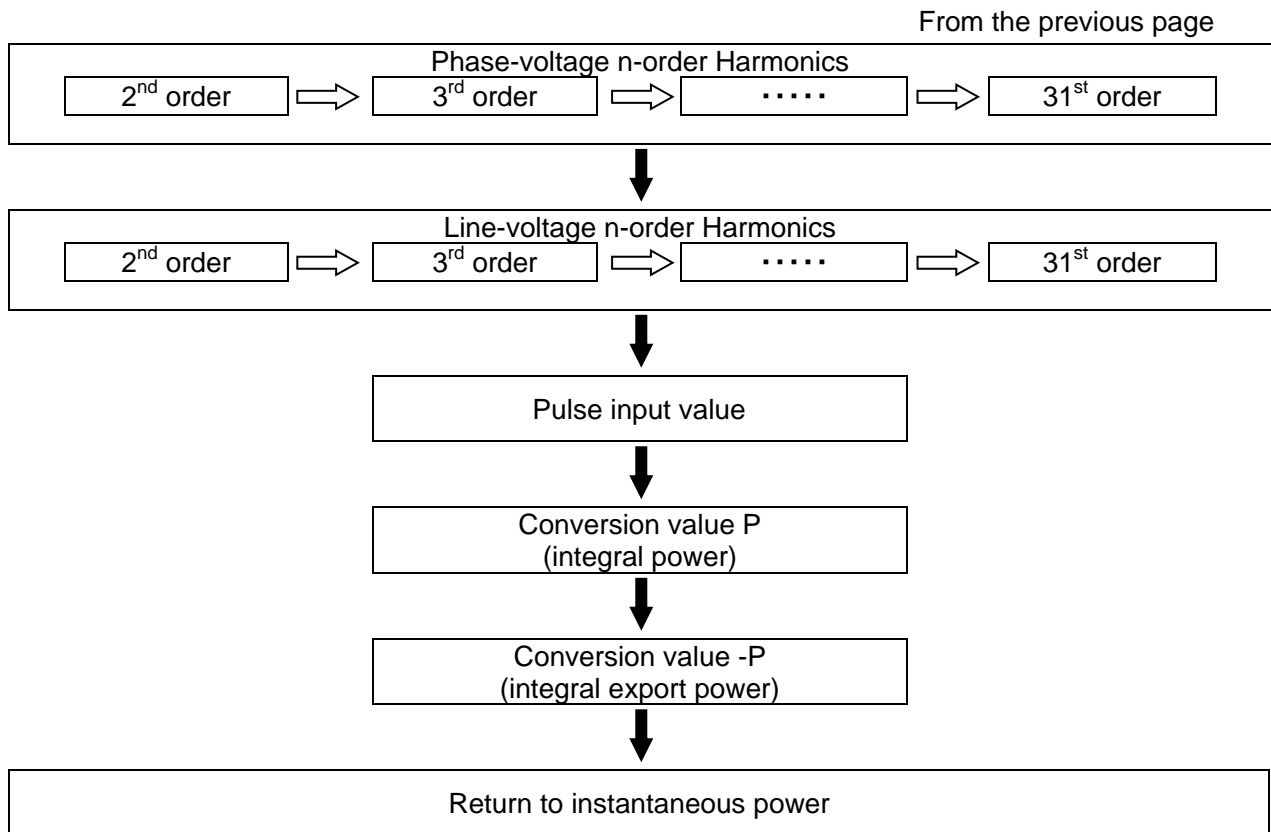 From the previous page
Phase-voltage n-order Harmonics
2nd order 3rd order ・・・・・ 31st order
Line-voltage n-order Harmonics
2nd order 3rd order ・・・・・ 31st order
Pulse input value
Conversion value P
(integral power)
Conversion value -P
(integral export power)
Return to instantaneous power